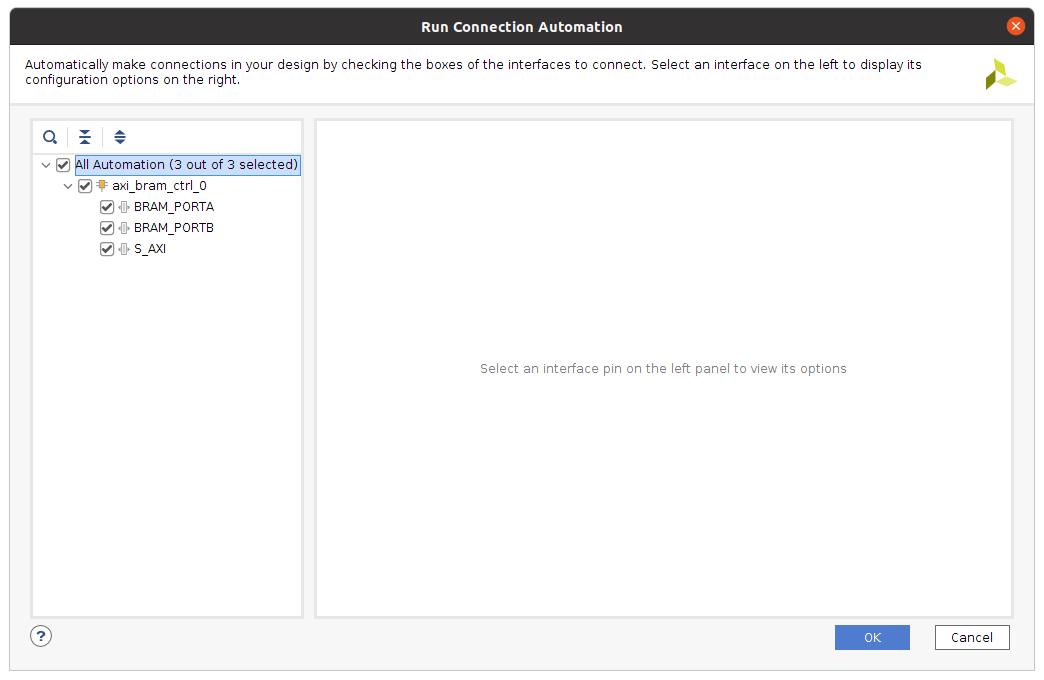 Run Connection Automation
Automatically make connections in your design by checking the boxes of the interfaces to connect. Select an interface on the left to display its
configuration options on the right.
All Automation (3 out of 3 selected)
axi_bram_ctrl_0
BRAM_PORTA
BRAM_PORTB
S_AXI
Select an interface pin on the left panel to view its options
?
OK
Cancel